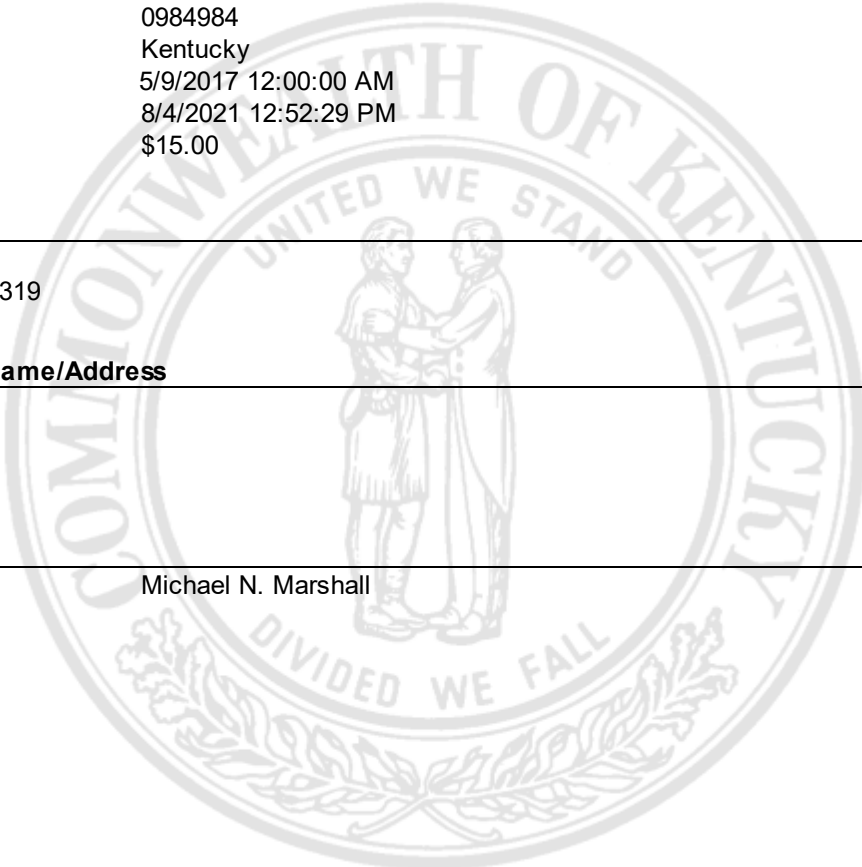 0984984
Kentucky
5/9/2017 12:00:00 AM
8/4/2021 12:52:29 PM
$15.00
COMMONWEALTH OF KENTUCKY
UNITED WE STAND
319
ame/Address
Michael N. Marshall
DIVIDED WE FALL